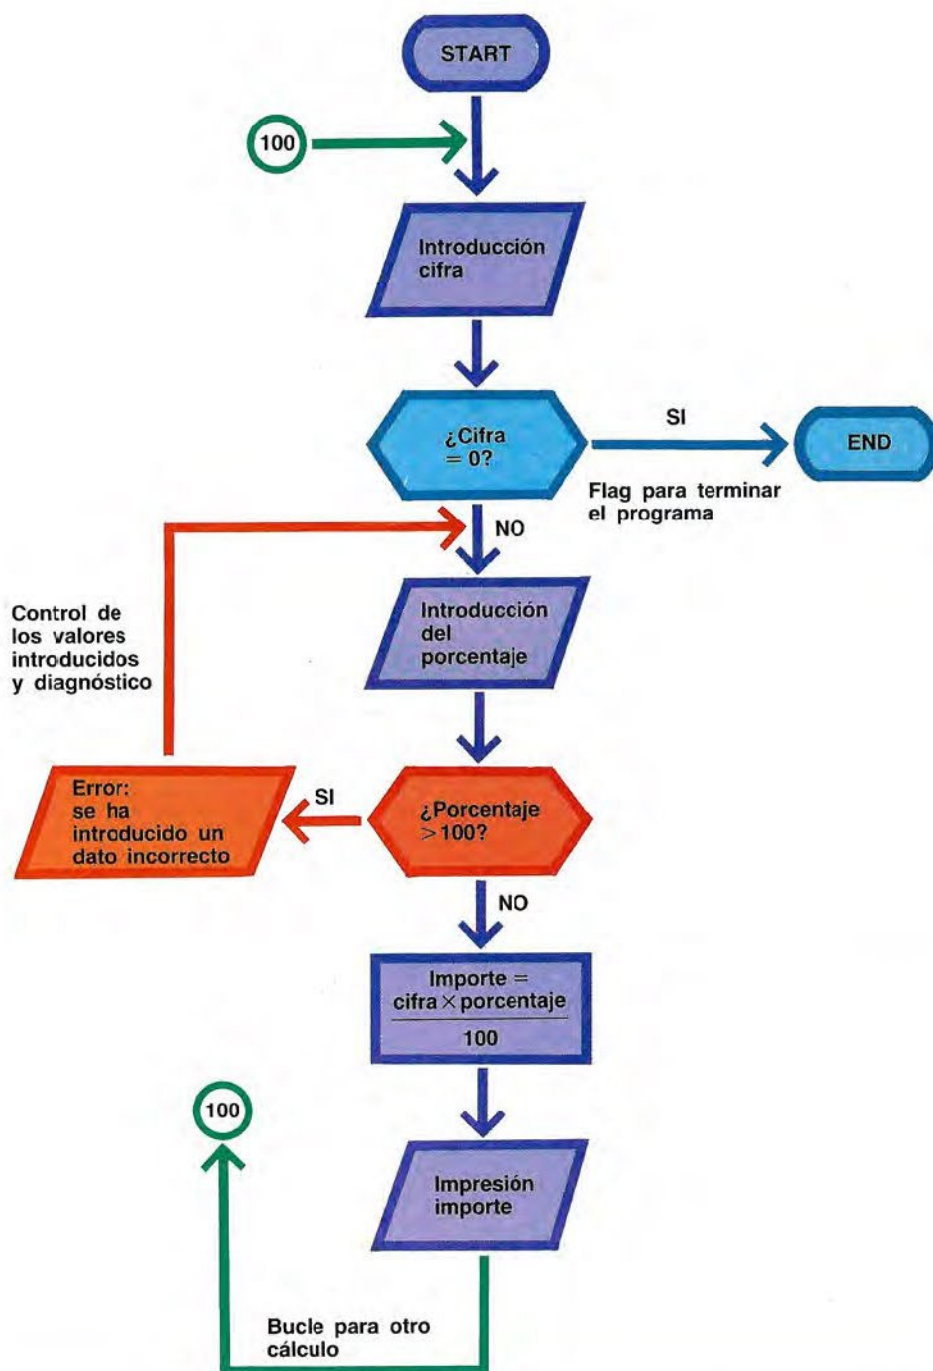 START
100
Introducción
cifra
¿Cifra
= 0?
SI
END
Flag para terminar
el programa
NO
Control de
los valores
introducidos
y diagnóstico
Introducción
del
porcentaje
Error:
se ha
introducido un
dato incorrecto
SI
¿Porcentaje
>100?
NO
Importe =
cifra × porcentaje
100
100
Impresión
importe
Bucle para otro
cálculo